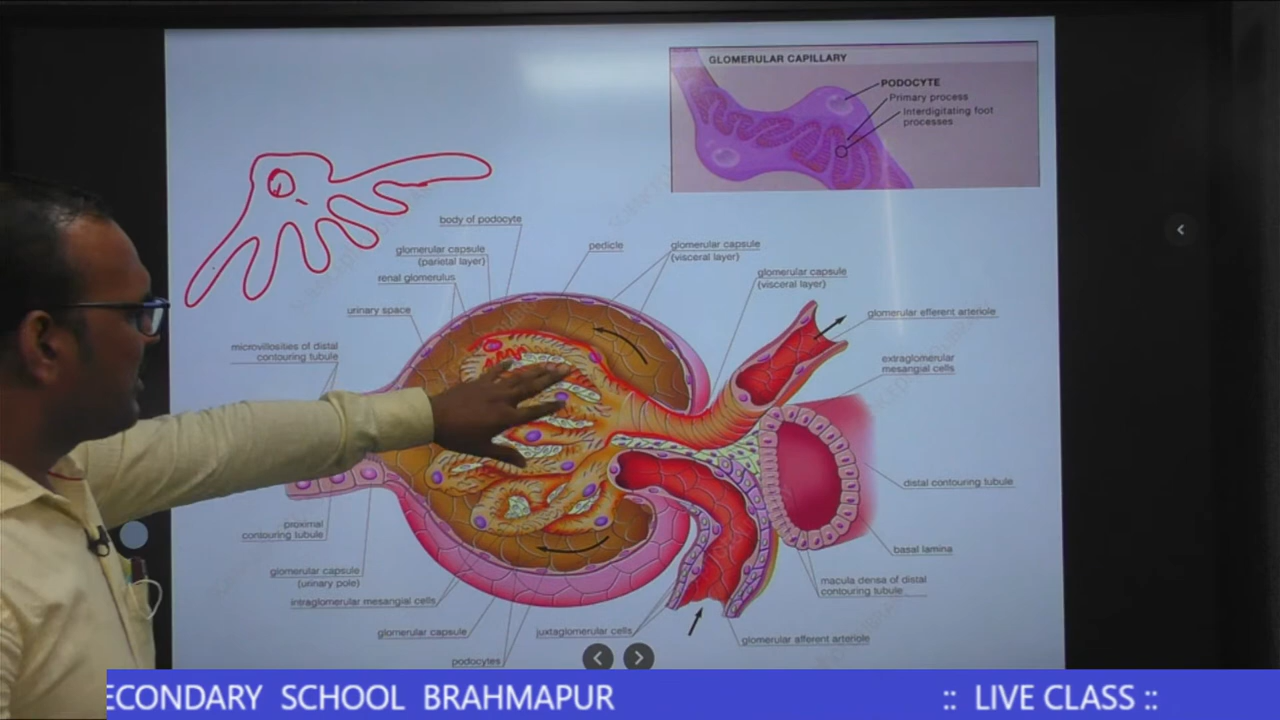 GLOMERULAR CAPILLARY
PODOCYTE
Primary process
Interdigitating foot
processes
body of podocyte
glomerular capsule
(parietal layer)
pedicle
glomerular capsule
(visceral layer)
renal glomerulus
glomerular capsule
(visceral layer)
urinary space
glomerular efferent arteriole
microvillosities of distal
contouring tubule
extraglomerular
mesangial cells
distal contouring tubule
proximal
contouring tubule
basal lamina
glomerular capsule
(urinary pole)
macula densa of distal
contouring tubule
intraglomerular mesangial cells
glomerular capsule
juxtaglomerular cells
glomerular afferent arteriole
podocytes
ECONDARY SCHOOL BRAHMAPUR :: LIVE CLASS ::